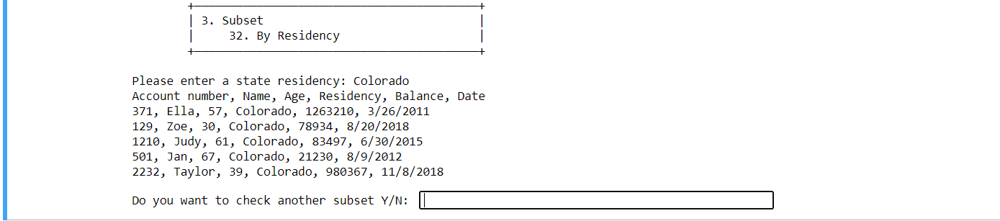 3. Subset
32. By Residency
Please enter a state residency: Colorado
Account number, Name, Age, Residency, Balance, Date
371, Ella, 57, Colorado, 1263210, 3/26/2011
129, Zoe, 30, Colorado, 78934, 8/20/2018
1210, Judy, 61, Colorado, 83497, 6/30/2015
501, Jan, 67, Colorado, 21230, 8/9/2012
2232, Taylor, 39, Colorado, 980367, 11/8/2018
Do you want to check another subset Y/N: